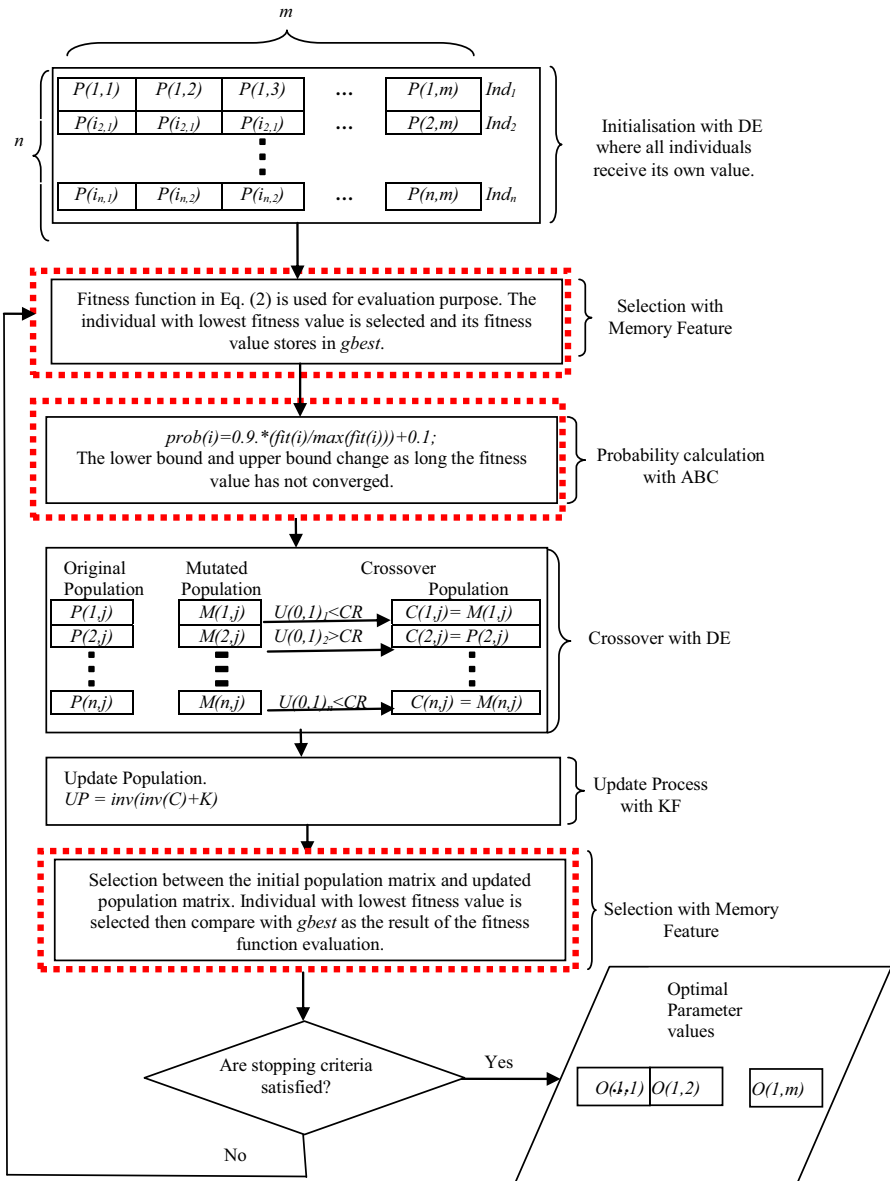 m
P(1,1) P(1,2) P(1,3) ... P(1,m) Ind1
P(i2,1) P(i2,1) P(i2,1) ... P(2,m) Ind2
n
P(in,1) P(in,2) P(in,2) ... P(n,m) Indn
Initialisation with DE
where all individuals
receive its own value.
Fitness function in Eq. (2) is used for evaluation purpose. The
individual with lowest fitness value is selected and its fitness
value stores in gbest.
Selection with
Memory Feature
prob(i)=0.9.*(fit(i)/max(fit(i)))+0.1;
The lower bound and upper bound change as long the fitness
value has not converged.
Probability calculation
with ABC
Original Mutated Crossover
Population Population Population
P(1,j) M(1,j) U(0,1)1<CR C(1,j)= M(1,j)
P(2,j) M(2,j) U(0,1)2>CR C(2,j)= P(2,j)
P(n,j) M(n,j) U(0,1)n<CR C(n,j) = M(n,j)
Crossover with DE
Update Population.
UP = inv(inv(C)+K)
Update Process
with KF
Selection between the initial population matrix and updated
population matrix. Individual with lowest fitness value is
selected then compare with gbest as the result of the fitness
function evaluation.
Selection with Memory
Feature
Optimal
Parameter
values
Are stopping criteria
satisfied?
Yes
O(1,1) O(1,2) ... O(1,m)
No